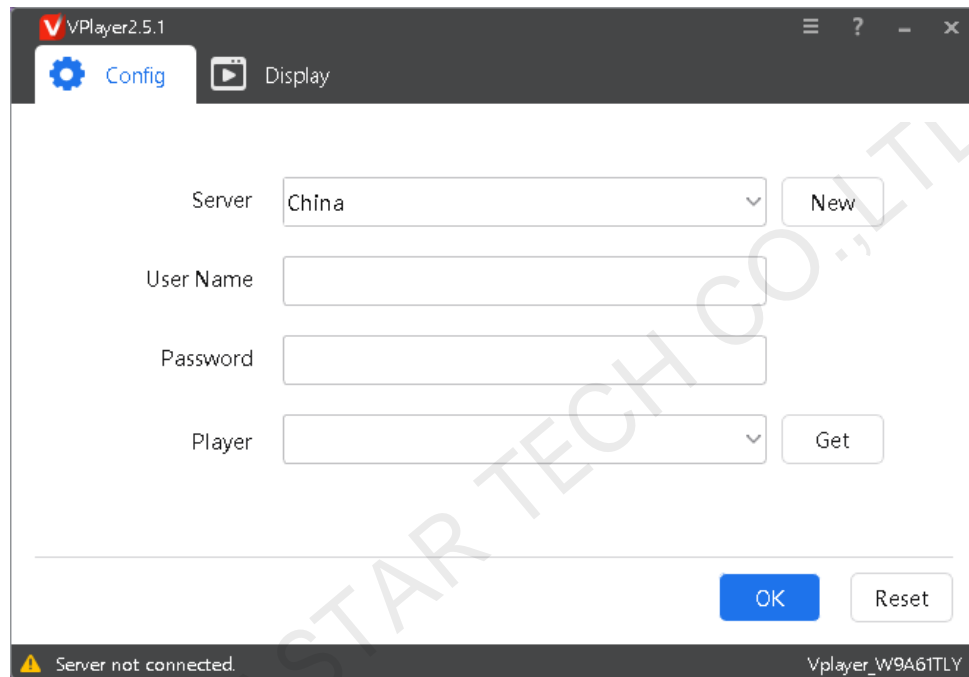 VPlayer2.5.1
Config
Display
Server
China
New
User Name
Password
Player
Get
OK
Reset
Server not connected.
Vplayer_W9A61TLY
STAR TECH CO.,LTD